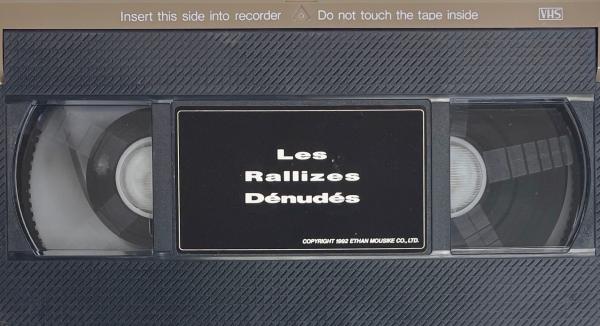 Insert this side into recorder Do not touch the tape inside VHS
Les
Rallizes
Dénudés
COPYRIGHT 1992 ETHAN MOUSIKE CO., LTD.